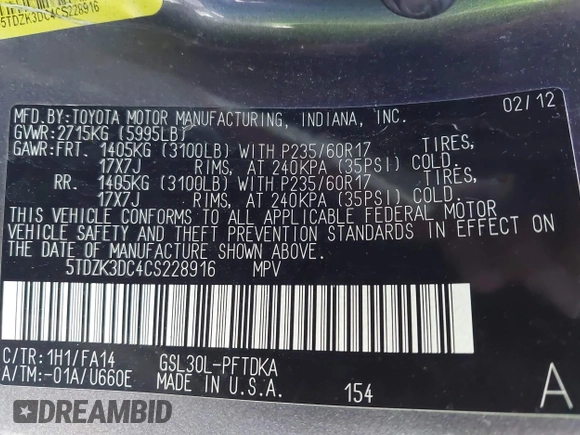 5TDZK3DC4CS228916
MFD.BY:TOYOTA MOTOR MANUFACTURING, INDIANA, INC. 02/12
GVWR:2715KG (5995LB)
GAWR:FRT. 1405KG (3100LB) WITH P235/60R17 TIRES,
17X7J RIMS, AT 240KPA (35PSI) COLD.
RR. 1405KG (3100LB) WITH P235/60R17 TIRES,
17X7J RIMS, AT 240KPA (35PSI) COLD.
THIS VEHICLE CONFORMS TO ALL APPLICABLE FEDERAL MOTOR
VEHICLE SAFETY AND THEFT PREVENTION STANDARDS IN EFFECT ON
THE DATE OF MANUFACTURE SHOWN ABOVE.
5TDZK3DC4CS228916 MPV
C/TR:1H1/FA14 GSL30L-PFTDKA
A/TM:-01A/U660E MADE IN U.S.A. 154 A
DREAMBID